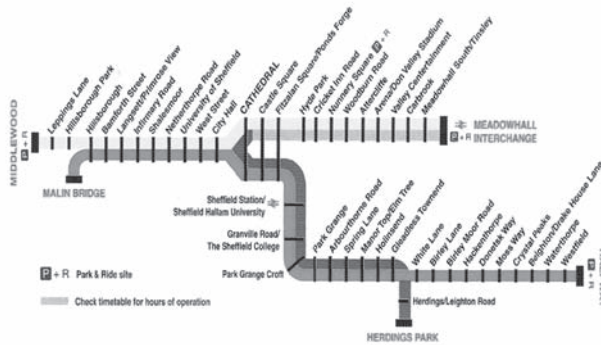 MIDDLEWOOD
P + R
Leppings Lane
Hillsborough Park
Hillsborough
Bamforth Street
Langsett/Primrose View
Infirmary Road
Shalesmoor
Netherthorpe Road
University of Sheffield
West Street
City Hall
CATHEDRAL
Castle Square
Fitzalan Square/Ponds Forge
Hyde Park
Cricket Inn Road
Nunnery Square P + R
Woodburn Road
Attercliffe
Arena/Don Valley Stadium
Valley Centertainment
Carbrook
Meadowhall South/Tinsley
MEADOWHALL
P + R INTERCHANGE
MALIN BRIDGE
Sheffield Station/
Sheffield Hallam University
Granville Road/
The Sheffield College
Park Grange Croft
Park Grange
Arbourthorne Road
Spring Lane
Manor Top/Elm Tree
Hollinsend
Gleadless Townend
White Lane
Birley Lane
Birley Moor Road
Hackenthorpe
Donetsk Way
Moss Way
Crystal Peaks
Beighton/Drake House Lane
Waterthorpe
Westfield
P + R
Herdings/Leighton Road
HERDINGS PARK
P + R Park & Ride site
Check timetable for hours of operation